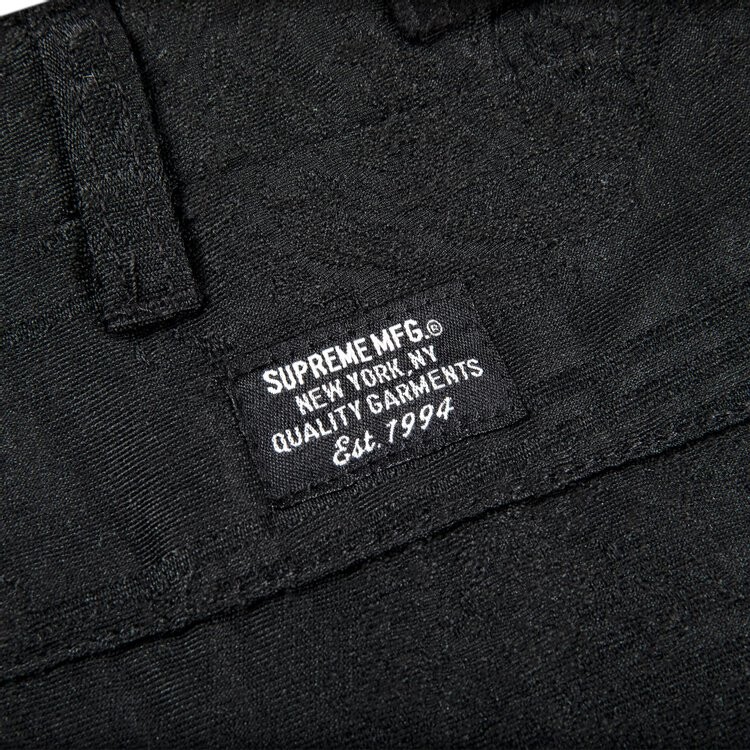 SUPREME MFG.®
NEW YORK, NY
QUALITY GARMENTS
Est. 1994